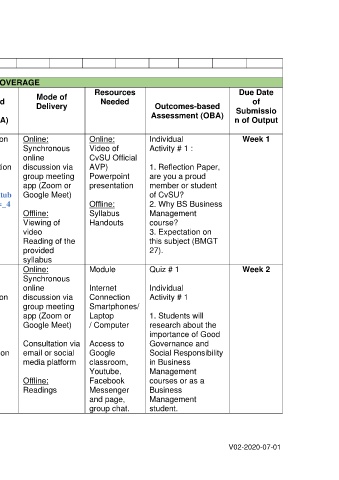 OVERAGE
d
A)
Mode of
Delivery
Resources
Needed
Outcomes-based
Assessment (OBA)
Due Date
of
Submissio
n of Output
on
tion
tub
=_4
Online:
Synchronous
online
discussion via
group meeting
app (Zoom or
Google Meet)
Offline:
Viewing of
video
Reading of the
provided
syllabus
Online:
Video of
CvSU Official
AVP)
Powerpoint
presentation
Offline:
Syllabus
Handouts
Individual
Activity # 1 :
1. Reflection Paper,
are you a proud
member or student
of CvSU?
2. Why BS Business
Management
course?
3. Expectation on
this subject (BMGT
27).
Week 1
on
on
Online:
Synchronous
online
discussion via
group meeting
app (Zoom or
Google Meet)
Consultation via
email or social
media platform
Offline:
Readings
Module
Internet
Connection
Smartphones/
Laptop
/ Computer
Access to
Google
classroom,
Youtube,
Facebook
Messenger
and page,
group chat.
Quiz # 1
Individual
Activity # 1
1. Students will
research about the
importance of Good
Governance and
Social Responsibility
in Business
Management
courses or as a
Business
Management
student.
Week 2
V02-2020-07-01